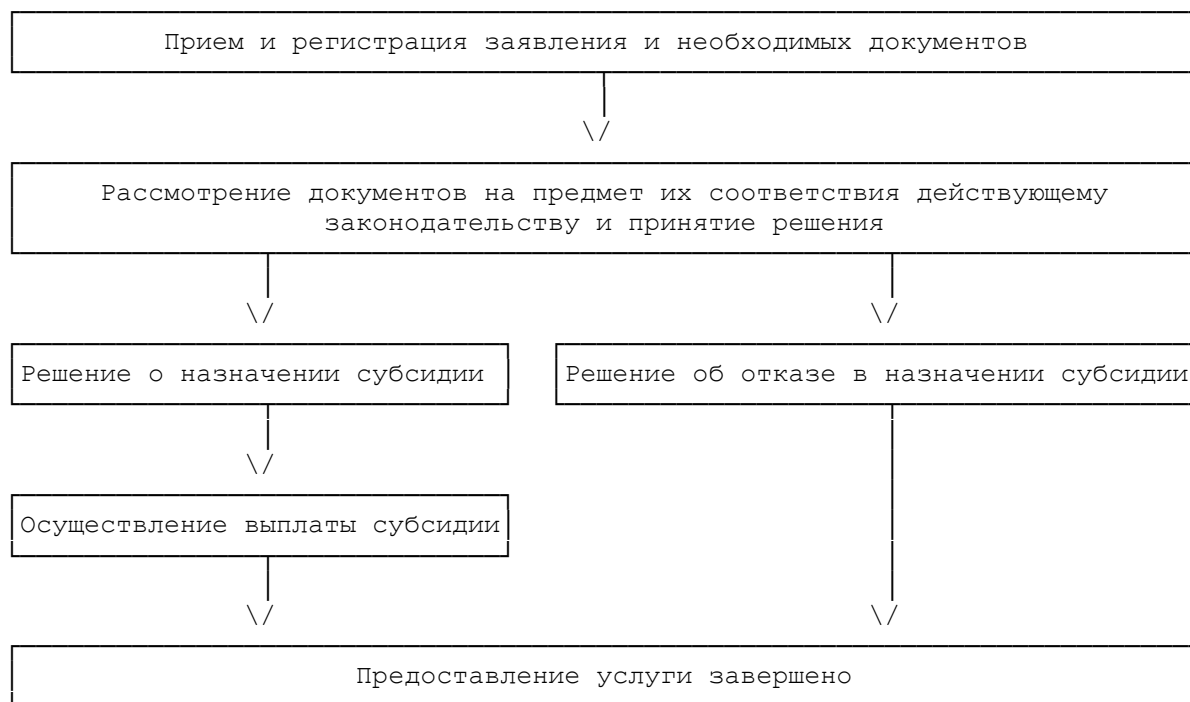 Прием и регистрация заявления и необходимых документов
Рассмотрение документов на предмет их соответствия действующему
законодательству и принятие решения
Решение о назначении субсидии
Решение об отказе в назначении субсидии
Осуществление выплаты субсидии
Предоставление услуги завершено